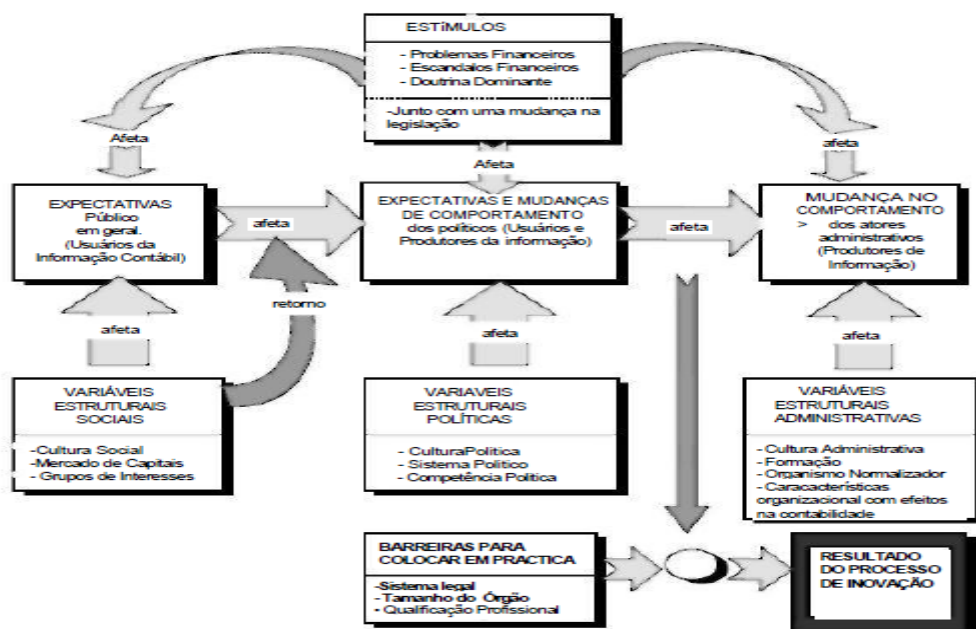 ESTÍMULOS
- Problemas Financeiros
- Escandalos Financeiros
- Doutrina Dominante
-Junto com uma mudança na
legislação
Afeta
Afeta
afeta
EXPECTATIVAS
Público
em geral.
(Usuários da
Informação Contábil)
afeta
EXPECTATIVAS E MUDANÇAS
DE COMPORTAMENTO
dos políticos (Usuários e
Produtores da informação)
afeta
MUDANÇA NO
COMPORTAMENTO
> dos atores
administrativos
(Produtores de
Informação)
retorno
afeta
afeta
afeta
VARIÁVEIS
ESTRUTURAIS
SOCIAIS
-Cultura Social
-Mercado de Capitais
- Grupos de Interesses
VARIAVEIS
ESTRUTURAIS
POLÍTICAS
- CulturaPolitica
- Sistema Politico
- Competência Politica
VARIÁVEIS
ESTRUTURAIS
ADMINISTRATIVAS
- Cultura Administrativa
- Formação
- Organismo Normalizador
- Caracacterísticas
organizacional com efeitos
na contabilidade
BARREIRAS PARA
COLOCAR EM PRACTICA
-Sistema legal
-Tamanho do Órgão
• Qualificação Profissional
RESULTADO
DO PROCESSO
DE INOVAÇÃO